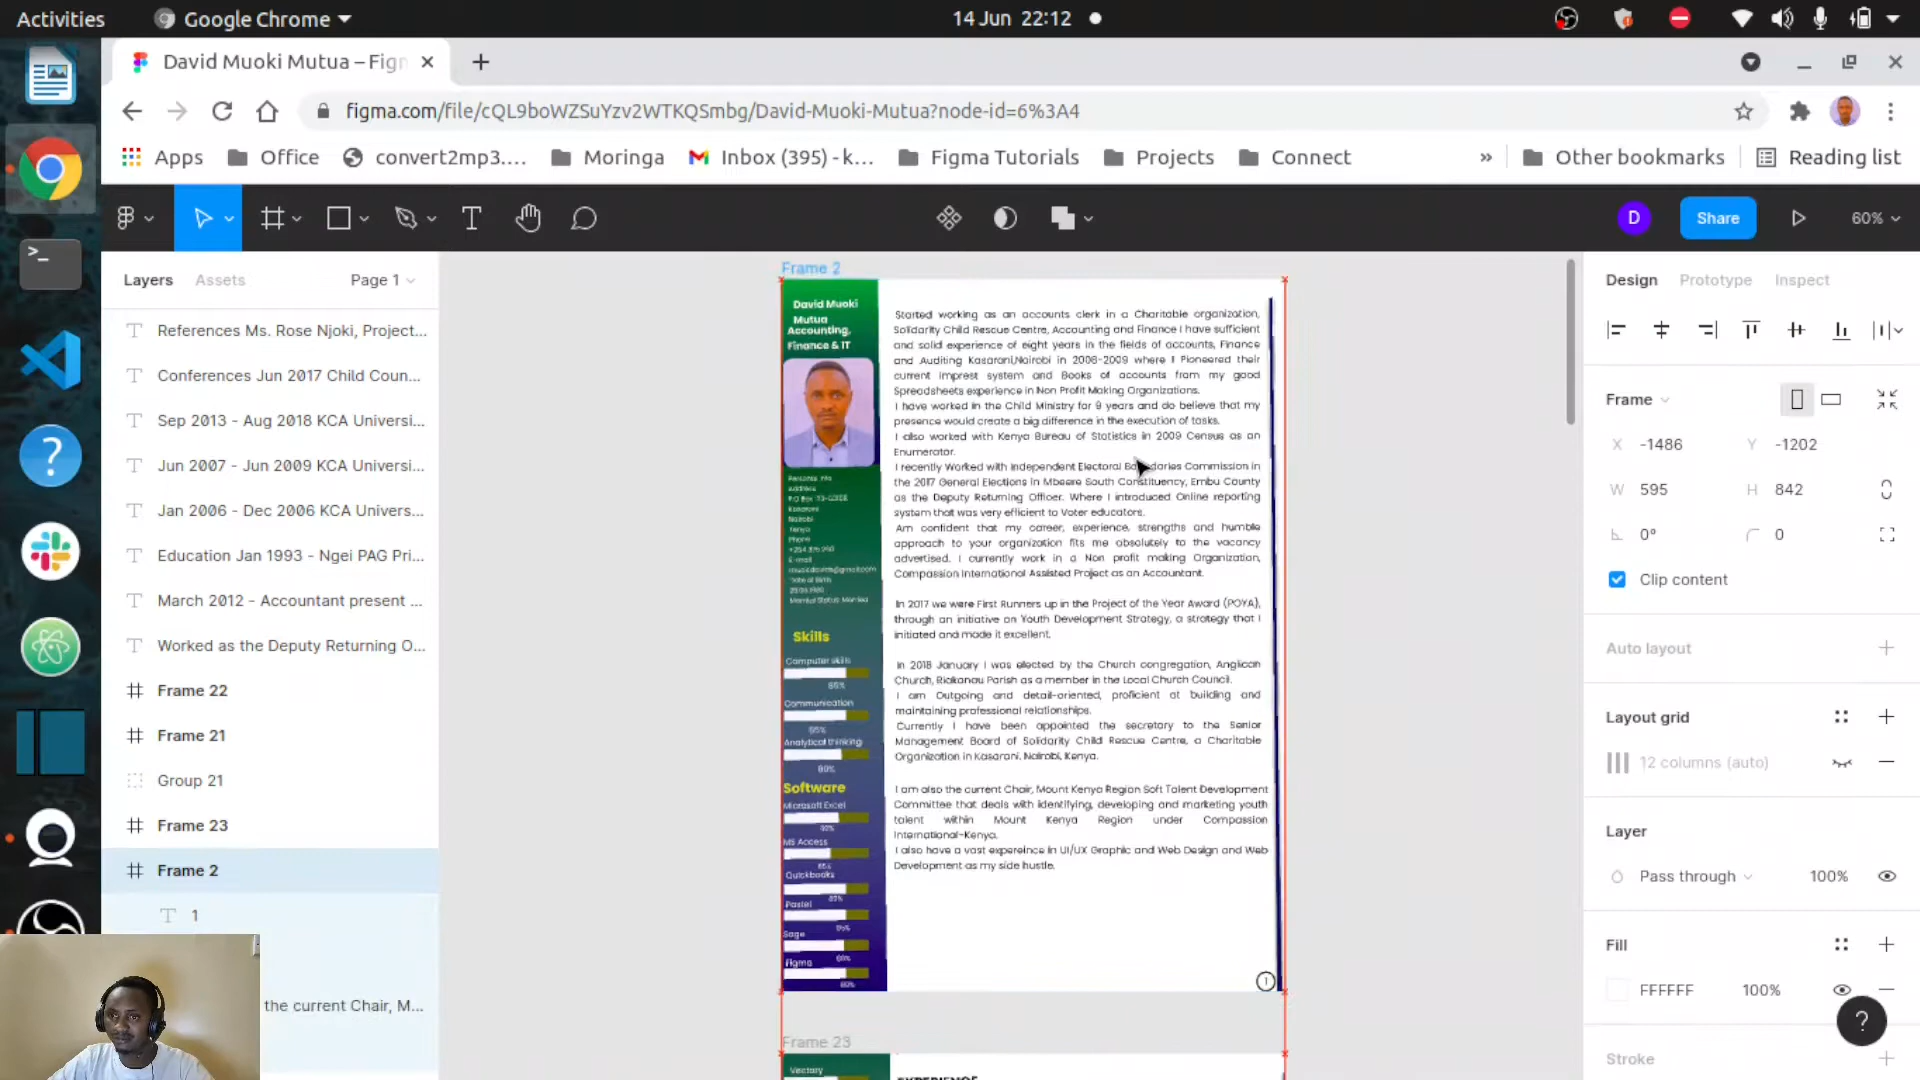 Activities
Google Chrome
14 Jun 22:12
David Muoki Mutua – Figm
figma.com/file/cQL9boWZSuYzv2WTKQSmbg/David-Muoki-Mutua?node-id=6%3A4
Apps
Office
convert2mp3....
Moringa
Inbox (395) - k...
Figma Tutorials
Projects
Connect
»
Other bookmarks
Reading list
D
Share
60%
Layers
Assets
Page 1
References Ms. Rose Njoki, Project...
Conferences Jun 2017 Child Coun...
Sep 2013 - Aug 2018 KCA Universi...
Jun 2007 - Jun 2009 KCA Universi...
Jan 2006 - Dec 2006 KCA Univers...
Education Jan 1993 - Ngei PAG Pri...
March 2012 - Accountant present ...
Worked as the Deputy Returning O...
Frame 22
Frame 21
Group 21
Frame 23
Frame 2
1
the current Chair, M...
Frame 2
David Muoki
Mutua
Accounting,
Finance & IT
Address
Nairobi
Kenya
Phone
E-mail
Skills
Computer skills
85%
Communication
95%
Analytical thinking
90%
Software
Microsoft Excel
MS Access
Quickbooks
Pastel
Sage
Figma
Started working as an accounts clerk in a Charitable organization,
Solidarity Child Rescue Centre, Accounting and Finance I have sufficient
and solid experience of eight years in the fields of accounts, Finance
and Auditing Kasarani,Nairobi in 2006-2009 where I Pioneered their
current imprest system and Books of accounts from my good
Spreadsheets experience in Non Profit Making Organizations.
I have worked in the Child Ministry for 9 years and do believe that my
presence would create a big difference in the execution of tasks.
I also worked with Kenya Bureau of Statistics in 2009 Census as an
Enumerator.
I recently Worked with Independent Electoral Boundaries Commission in
the 2017 General Elections in Mbeere South Constituency, Embu County
as the Deputy Returning Officer. Where I introduced Online reporting
system that was very efficient to Voter educators.
Am confident that my career, experience, strengths and humble
approach to your organization fits me absolutely to the vacancy
advertised. I currently work in a Non profit making Organization,
Compassion International Assisted Project as an Accountant.
In 2017 we were First Runners up in the Project of the Year Award (POYA),
through an initiative on Youth Development Strategy, a strategy that I
initiated and made it excellent.
In 2018 January I was elected by the Church congregation, Anglican
Church, Riakanau Parish as a member in the Local Church Council.
I am Outgoing and detail-oriented, proficient at building and
maintaining professional relationships.
Currently I have been appointed the secretary to the Senior
Management Board of Solidarity Child Rescue Centre, a Charitable
Organization in Kasarani, Nairobi, Kenya.
I am also the current Chair, Mount Kenya Region Soft Talent Development
Committee that deals with identifying, developing and marketing youth
talent within Mount Kenya Region under Compassion
International-Kenya.
I also have a vast expereince in UI/UX Graphic and Web Design and Web
Development as my side hustle.
1
Frame 23
Vectary
EXPERIENCE
Design
Prototype
Inspect
Frame
X -1486
Y -1202
W 595
H 842
0°
0
Clip content
Auto layout
Layout grid
12 columns (auto)
Layer
Pass through
100%
Fill
FFFFFF
100%
?
Stroke